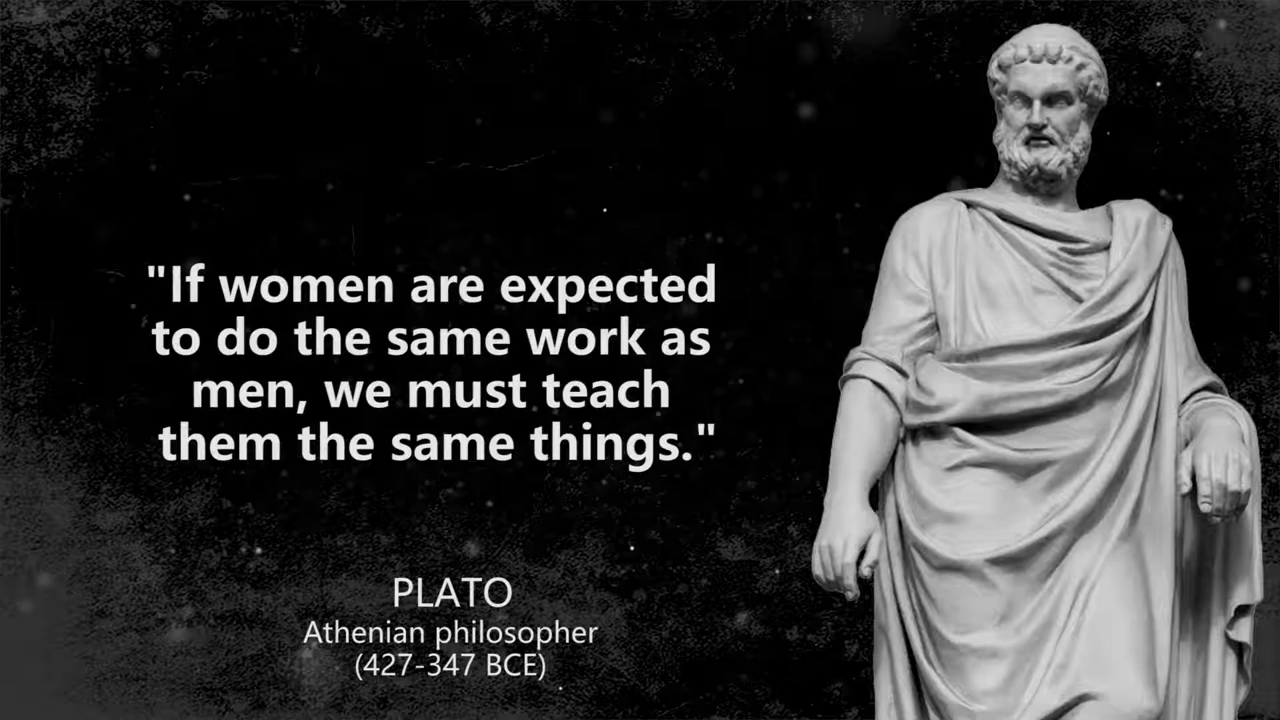 "If women are expected
to do the same work as
men, we must teach
them the same things."
PLATO
Athenian philosopher
(427-347 BCE)